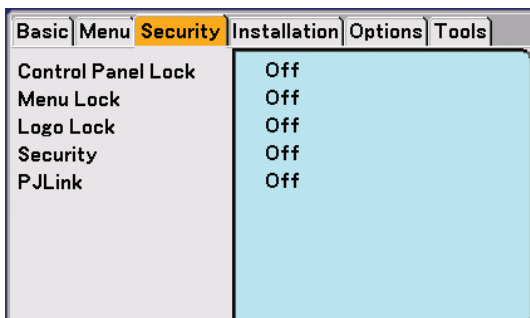 Basic Menu Security Installation Options Tools
Control Panel Lock Off
Menu Lock Off
Logo Lock Off
Security Off
PJLink Off